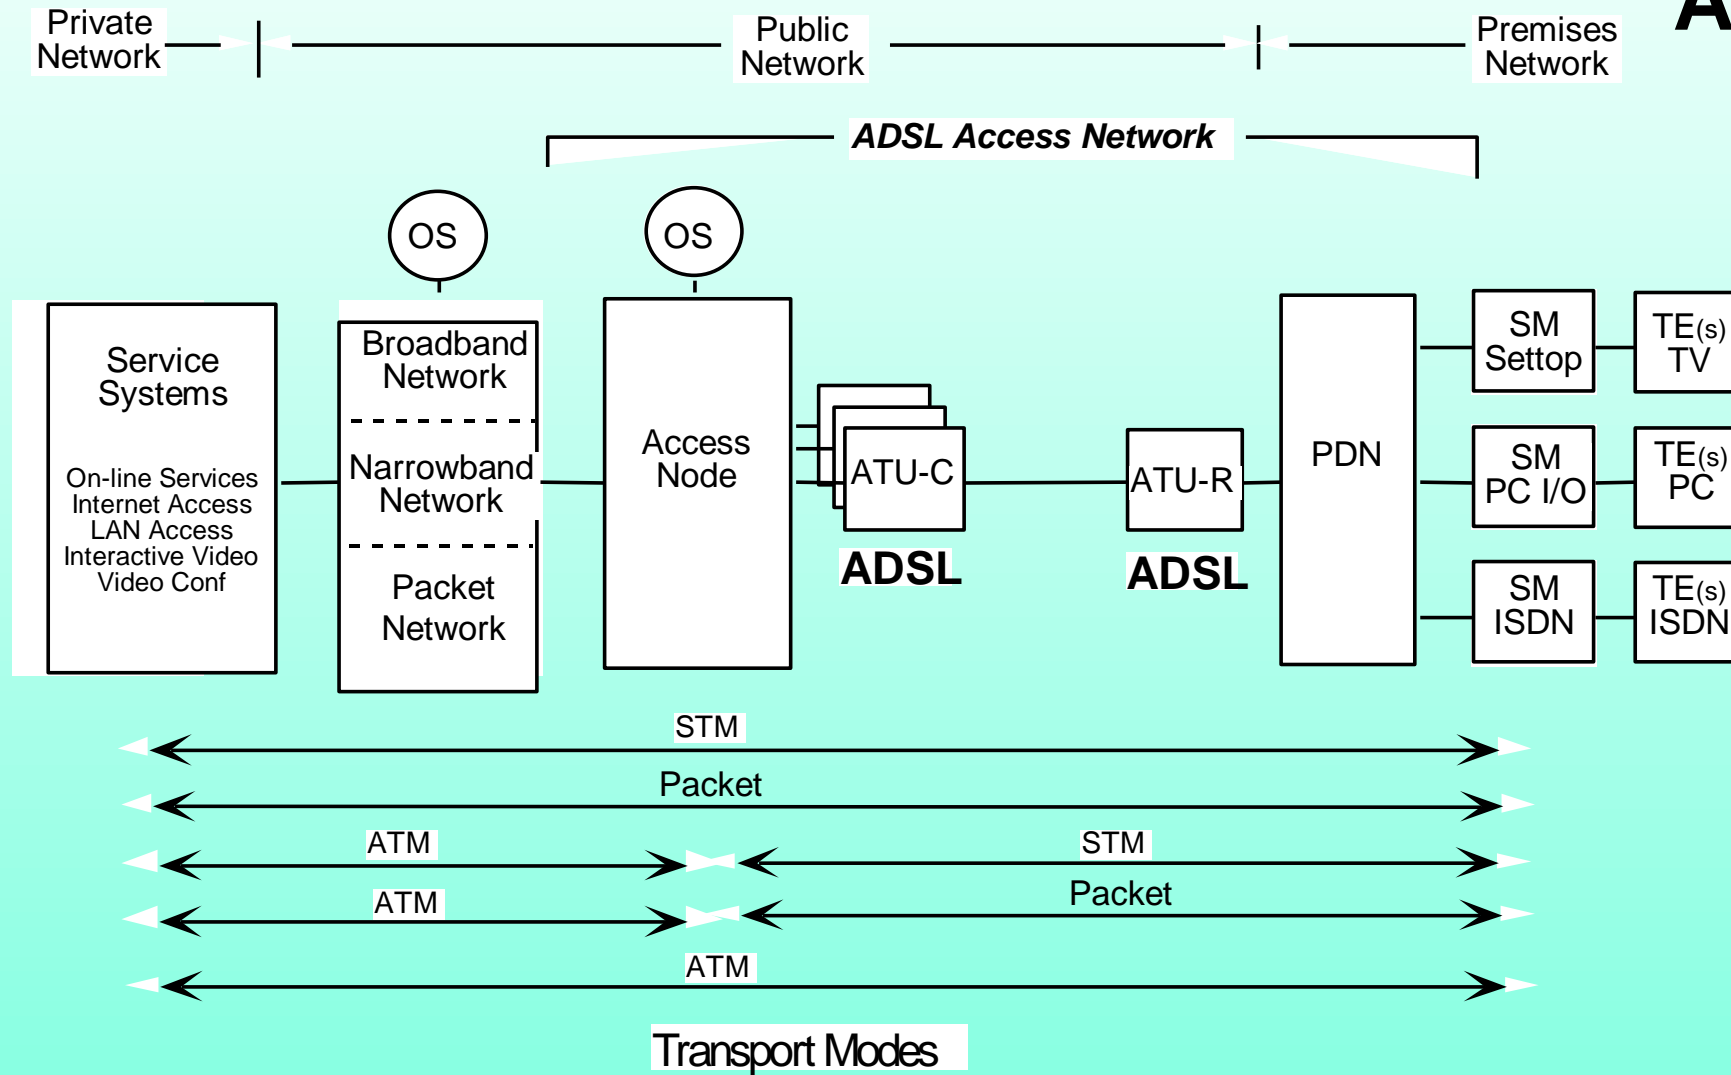 Private
Network
Public
Network
Premises
Network
A
ADSL Access Network
OS
OS
Service
Systems
On-line Services
Internet Access
LAN Access
Interactive Video
Video Conf
Broadband
Network
Narrowband
Network
Packet
Network
Access
Node
ATU-C
ADSL
ATU-R
ADSL
PDN
SM
Settop
TE(s)
TV
SM
PC I/O
TE(s)
PC
SM
ISDN
TE(s)
ISDN
STM
Packet
ATM
STM
ATM
Packet
ATM
Transport Modes